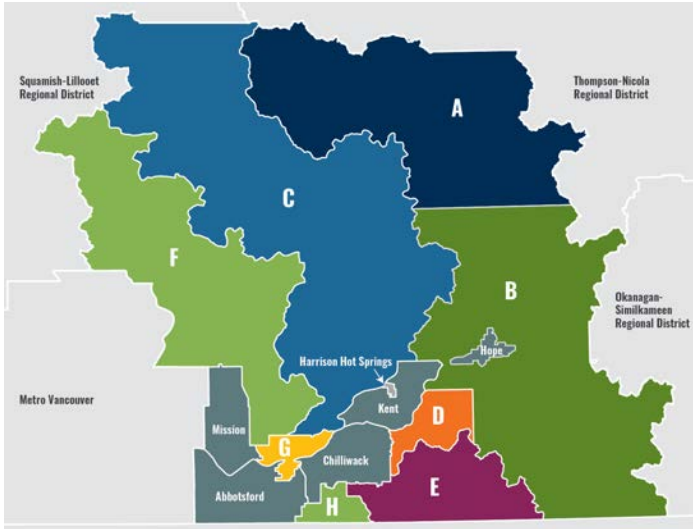 Squamish-Lillooet
Regional District
Thompson-Nicola
Regional District
A
C
F
B
Okanagan-
Similkameen
Regional District
Hope
Harrison Hot Springs
Kent
Metro Vancouver
D
Mission
G
Chilliwack
E
Abbotsford
H